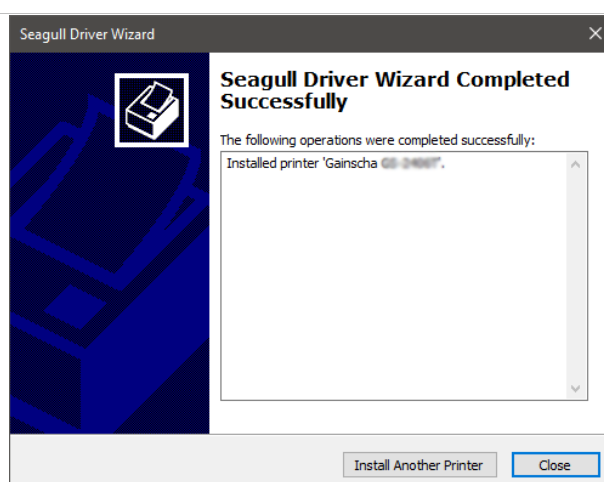 Seagull Driver Wizard
Seagull Driver Wizard Completed
Successfully
The following operations were completed successfully:
Installed printer 'Gainscha
Install Another Printer
Close